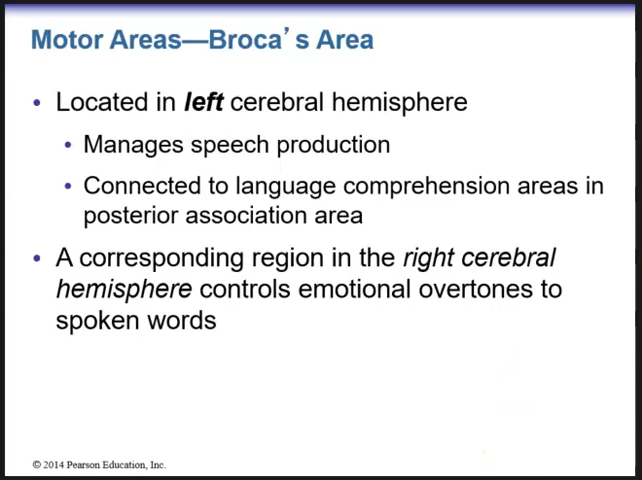 Motor Areas—Broca's Area
• Located in left cerebral hemisphere
• Manages speech production
• Connected to language comprehension areas in
posterior association area
• A corresponding region in the right cerebral
hemisphere controls emotional overtones to
spoken words
© 2014 Pearson Education, Inc.